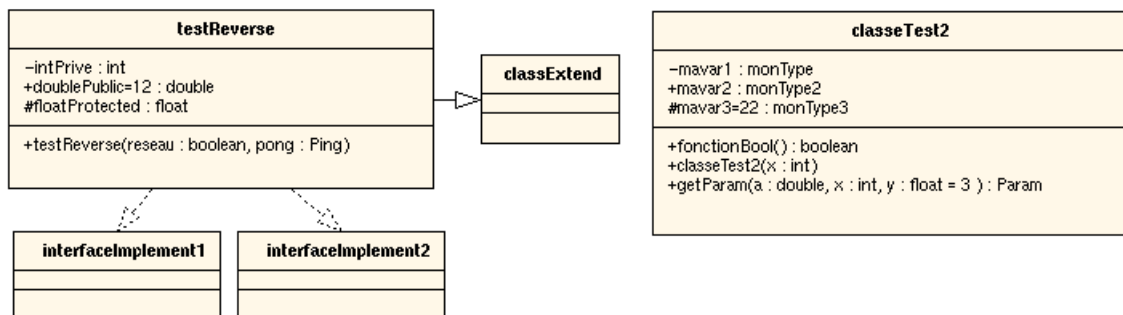 testReverse
-intPrive : int
+doublePublic=12 : double
#floatProtected : float
+testReverse(reseau : boolean, pong : Ping)
classExtend
classeTest2
-mavar1 : monType
+mavar2 : monType2
#mavar3=22 : monType3
+fonctionBool() : boolean
+classeTest2(x : int)
+getParam(a : double, x : int, y : float = 3 ) : Param
interfaceImplement1
interfaceImplement2